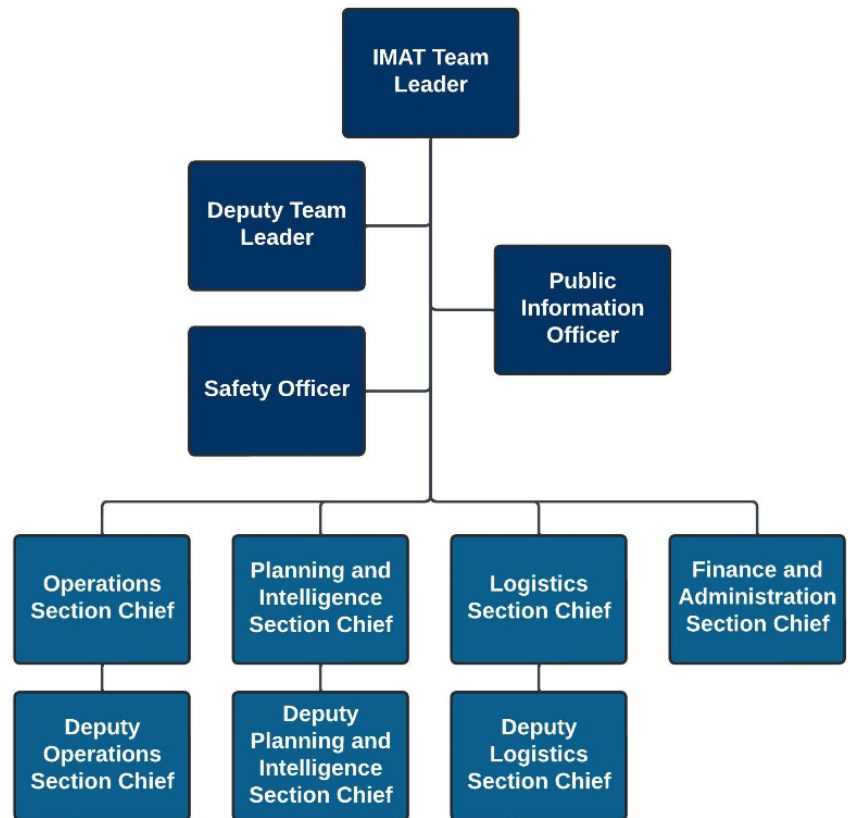 IMAT Team
Leader
Deputy Team
Leader
Public
Information
Officer
Safety Officer
Operations
Section Chief
Planning and
Intelligence
Section Chief
Logistics
Section Chief
Finance and
Administration
Section Chief
Deputy
Operations
Section Chief
Deputy
Planning and
Intelligence
Section Chief
Deputy
Logistics
Section Chief